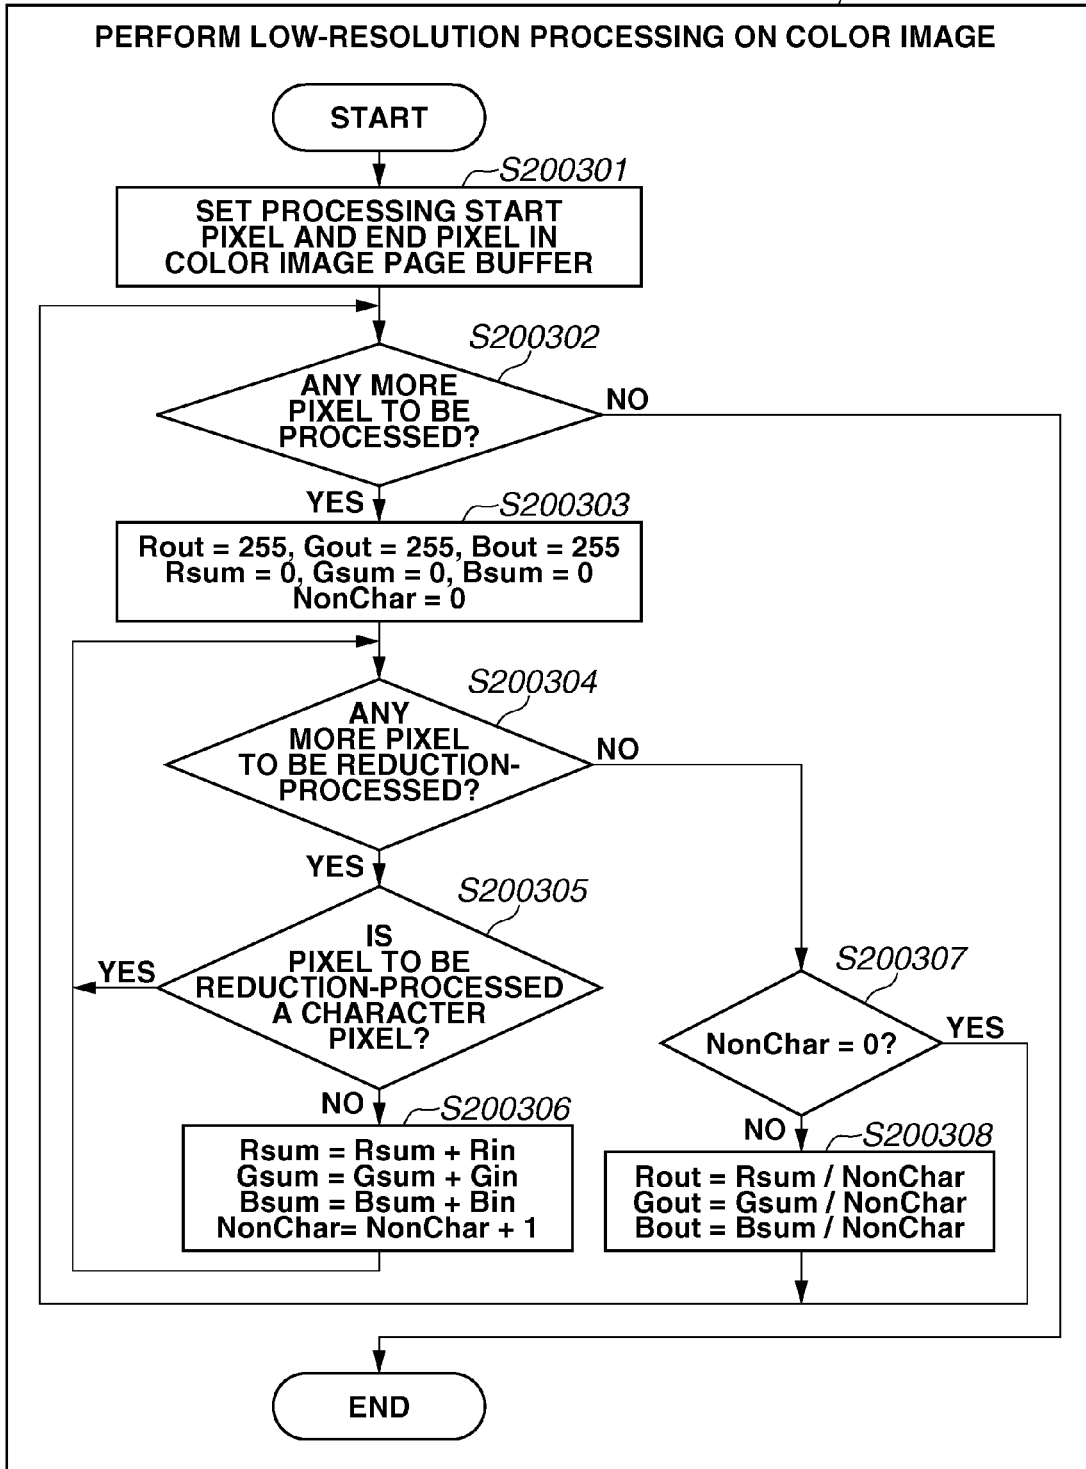 PERFORM LOW-RESOLUTION PROCESSING ON COLOR IMAGE
START
S200301
SET PROCESSING START
PIXEL AND END PIXEL IN
COLOR IMAGE PAGE BUFFER
S200302
ANY MORE
PIXEL TO BE
PROCESSED?
NO
YES
S200303
Rout = 255, Gout = 255, Bout = 255
Rsum = 0, Gsum = 0, Bsum = 0
NonChar = 0
S200304
ANY
MORE PIXEL
TO BE REDUCTION-
PROCESSED?
NO
YES
S200305
IS
PIXEL TO BE
REDUCTION-PROCESSED
A CHARACTER
PIXEL?
YES
NO
S200306
Rsum = Rsum + Rin
Gsum = Gsum + Gin
Bsum = Bsum + Bin
NonChar= NonChar + 1
S200307
NonChar = 0?
YES
NO
S200308
Rout = Rsum / NonChar
Gout = Gsum / NonChar
Bout = Bsum / NonChar
END